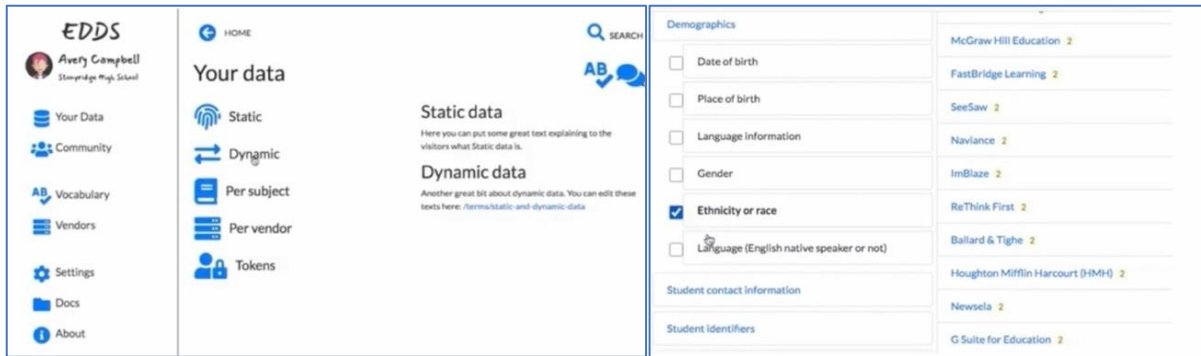 EDDS
Avery Campbell
Stonyridge High School
Your Data
Community
AB Vocabulary
Vendors
Settings
Docs
About
HOME
SEARCH
Your data
AB
Static
Dynamic
Per subject
Per vendor
Tokens
Static data
Here you can put some great text explaining to the
visitors what Static data is.
Dynamic data
Another great bit about dynamic data. You can edit these
texts here: /terms/static-and-dynamic-data
Demographics
Date of birth
Place of birth
Language information
Gender
Ethnicity or race
Language (English native speaker or not)
Student contact information
Student identifiers
McGraw Hill Education 2
FastBridge Learning 2
SeeSaw 2
Naviance 2
ImBlaze 2
ReThink First 2
Ballard & Tighe 2
Houghton Mifflin Harcourt (HMH) 2
Newsela 2
G Suite for Education 2